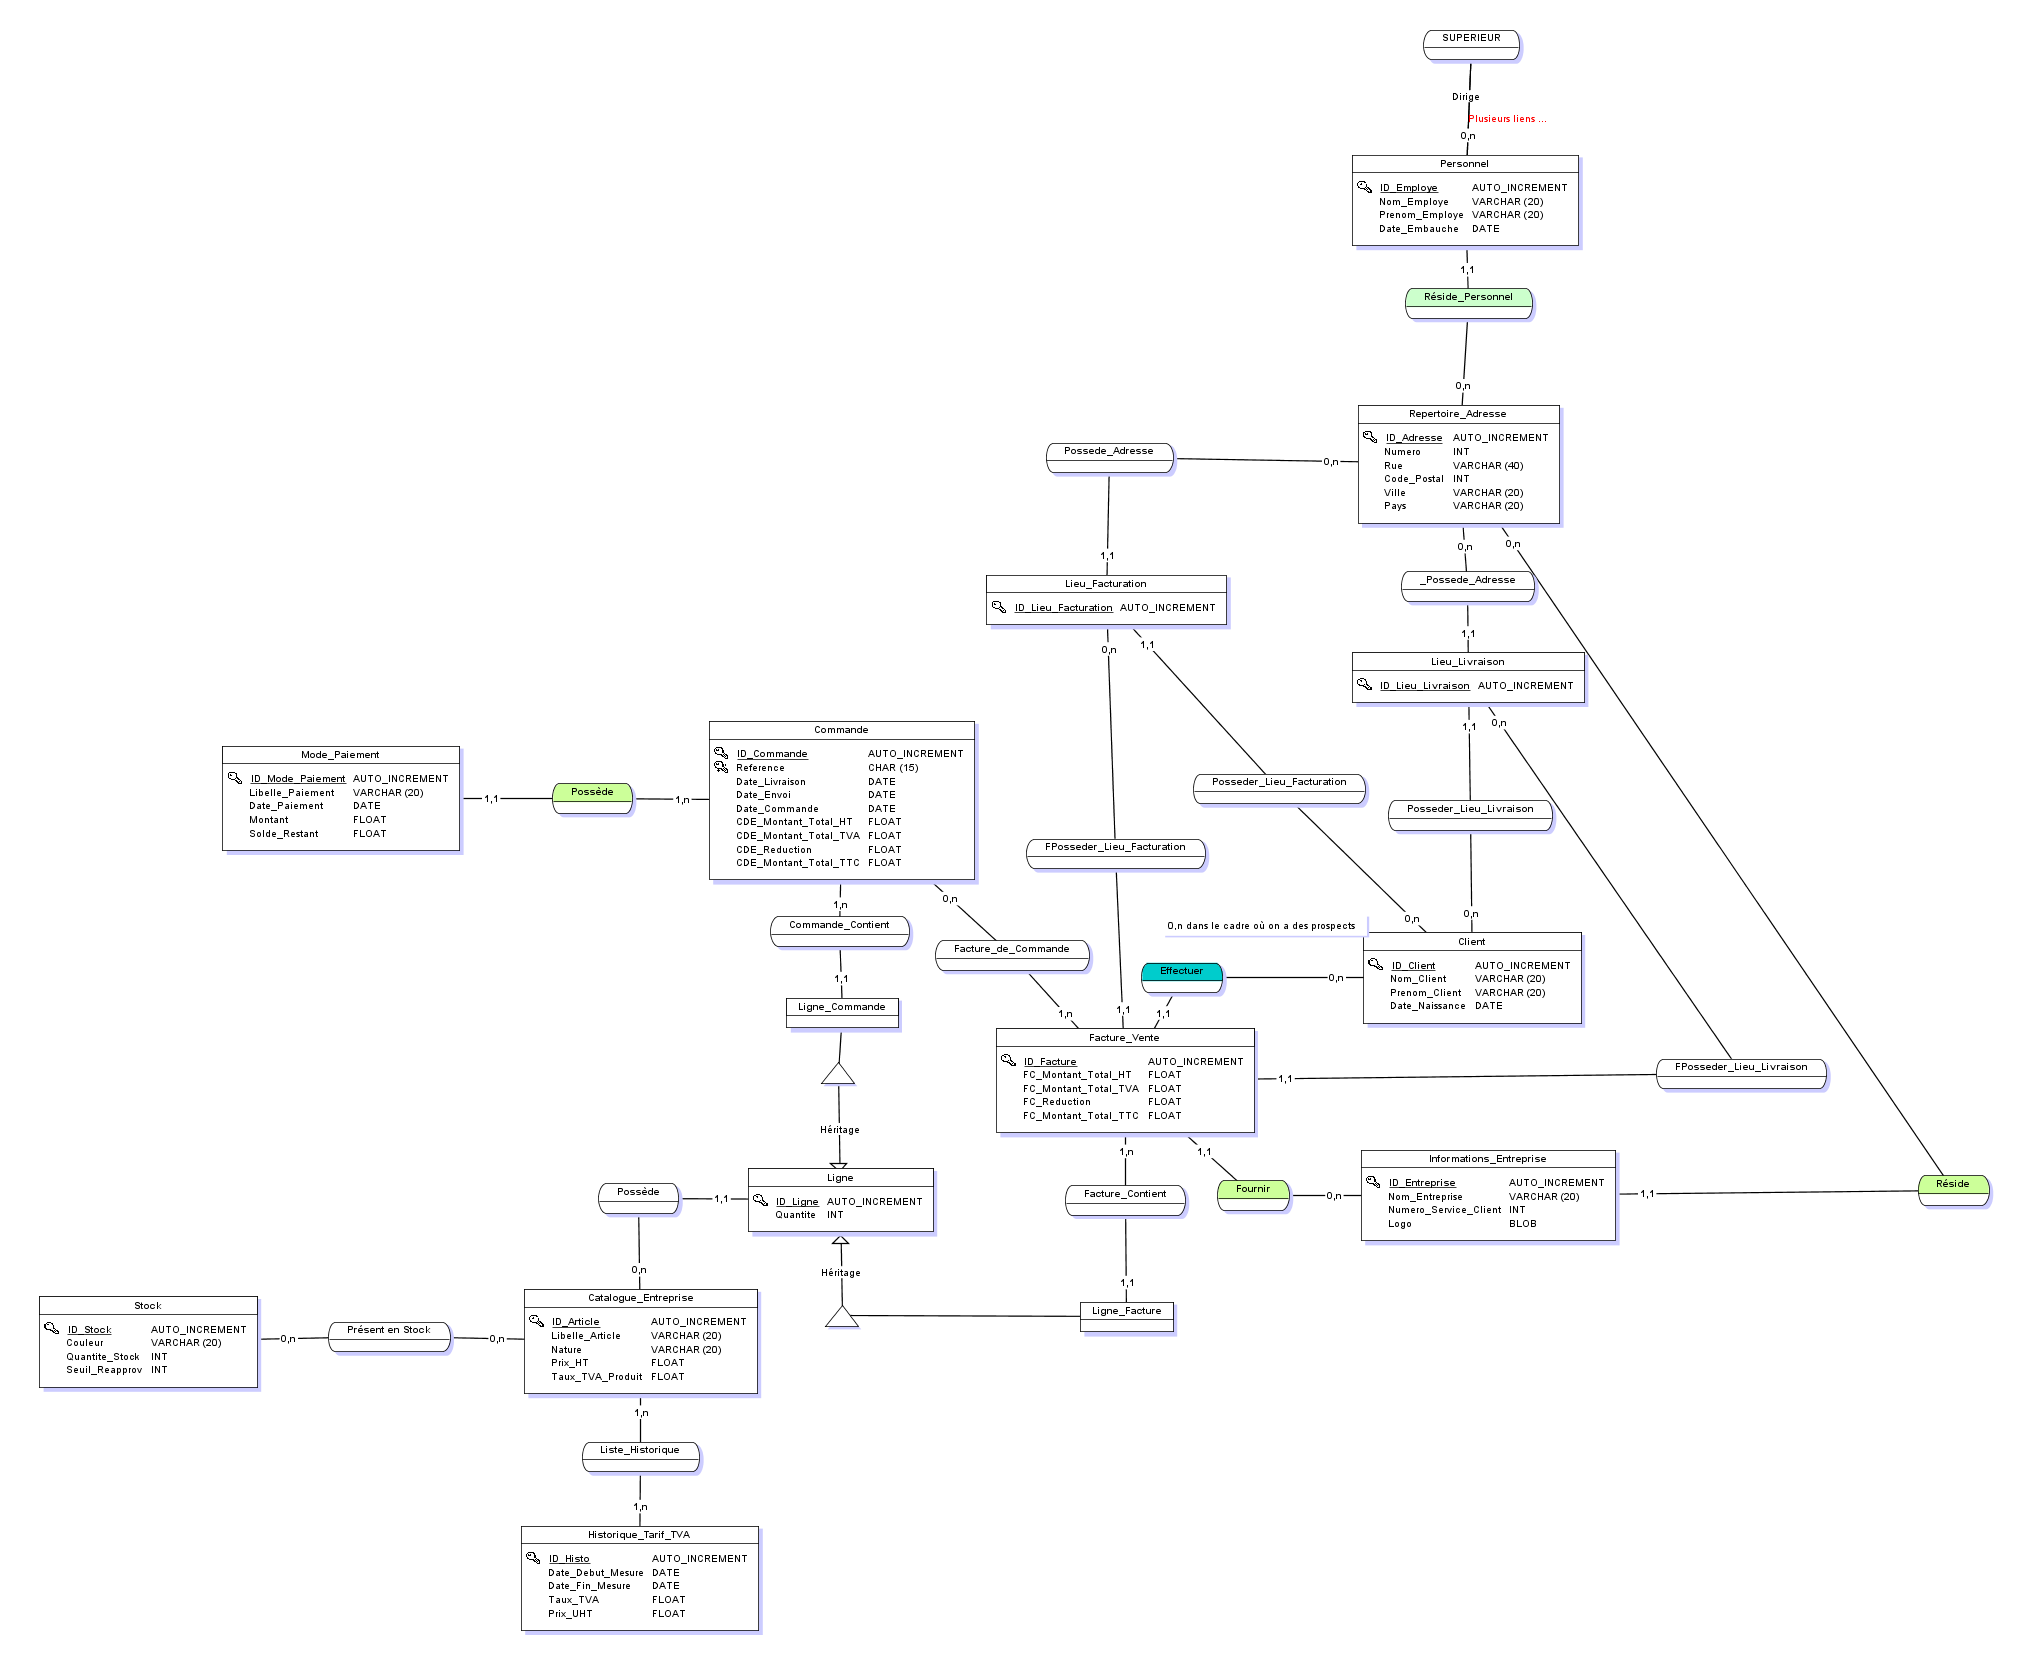 SUPERIEUR
Dirige
Plusieurs liens ...
0,n
Personnel
ID_Employe AUTO_INCREMENT
Nom_Employe VARCHAR (20)
Prenom_Employe VARCHAR (20)
Date_Embauche DATE
1,1
Réside_Personnel
0,n
Repertoire_Adresse
ID_Adresse AUTO_INCREMENT
Numero INT
Rue VARCHAR (40)
Code_Postal INT
Ville VARCHAR (20)
Pays VARCHAR (20)
Possede_Adresse
0,n
0,n
0,n
1,1
_Possede_Adresse
1,1
Lieu_Facturation
ID_Lieu_Facturation AUTO_INCREMENT
0,n
1,1
Lieu_Livraison
ID_Lieu_Livraison AUTO_INCREMENT
1,1
0,n
Mode_Paiement
ID_Mode_Paiement AUTO_INCREMENT
Libelle_Paiement VARCHAR (20)
Date_Paiement DATE
Montant FLOAT
Solde_Restant FLOAT
1,1
Possède
1,n
Commande
ID_Commande AUTO_INCREMENT
Reference CHAR (15)
Date_Livraison DATE
Date_Envoi DATE
Date_Commande DATE
CDE_Montant_Total_HT FLOAT
CDE_Montant_Total_TVA FLOAT
CDE_Reduction FLOAT
CDE_Montant_Total_TTC FLOAT
Posseder_Lieu_Facturation
Posseder_Lieu_Livraison
FPosseder_Lieu_Facturation
1,n
0,n
Commande_Contient
Facture_de_Commande
0,n
0,n
0,n dans le cadre où on a des prospects
Client
ID_Client AUTO_INCREMENT
Nom_Client VARCHAR (20)
Prenom_Client VARCHAR (20)
Date_Naissance DATE
Effectuer
0,n
1,1
Ligne_Commande
1,n
1,1
1,1
Facture_Vente
ID_Facture AUTO_INCREMENT
FC_Montant_Total_HT FLOAT
FC_Montant_Total_TVA FLOAT
FC_Reduction FLOAT
FC_Montant_Total_TTC FLOAT
1,1
FPosseder_Lieu_Livraison
Héritage
1,n
1,1
Informations_Entreprise
ID_Entreprise AUTO_INCREMENT
Nom_Entreprise VARCHAR (20)
Numero_Service_Client INT
Logo BLOB
Facture_Contient
Fournir
0,n
1,1
Réside
Ligne
ID_Ligne AUTO_INCREMENT
Quantite INT
Possède
1,1
0,n
Héritage
1,1
Ligne_Facture
Stock
ID_Stock AUTO_INCREMENT
Couleur VARCHAR (20)
Quantite_Stock INT
Seuil_Reapprov INT
0,n
Présent en Stock
0,n
Catalogue_Entreprise
ID_Article AUTO_INCREMENT
Libelle_Article VARCHAR (20)
Nature VARCHAR (20)
Prix_HT FLOAT
Taux_TVA_Produit FLOAT
1,n
Liste_Historique
1,n
Historique_Tarif_TVA
ID_Histo AUTO_INCREMENT
Date_Debut_Mesure DATE
Date_Fin_Mesure DATE
Taux_TVA FLOAT
Prix_UHT FLOAT